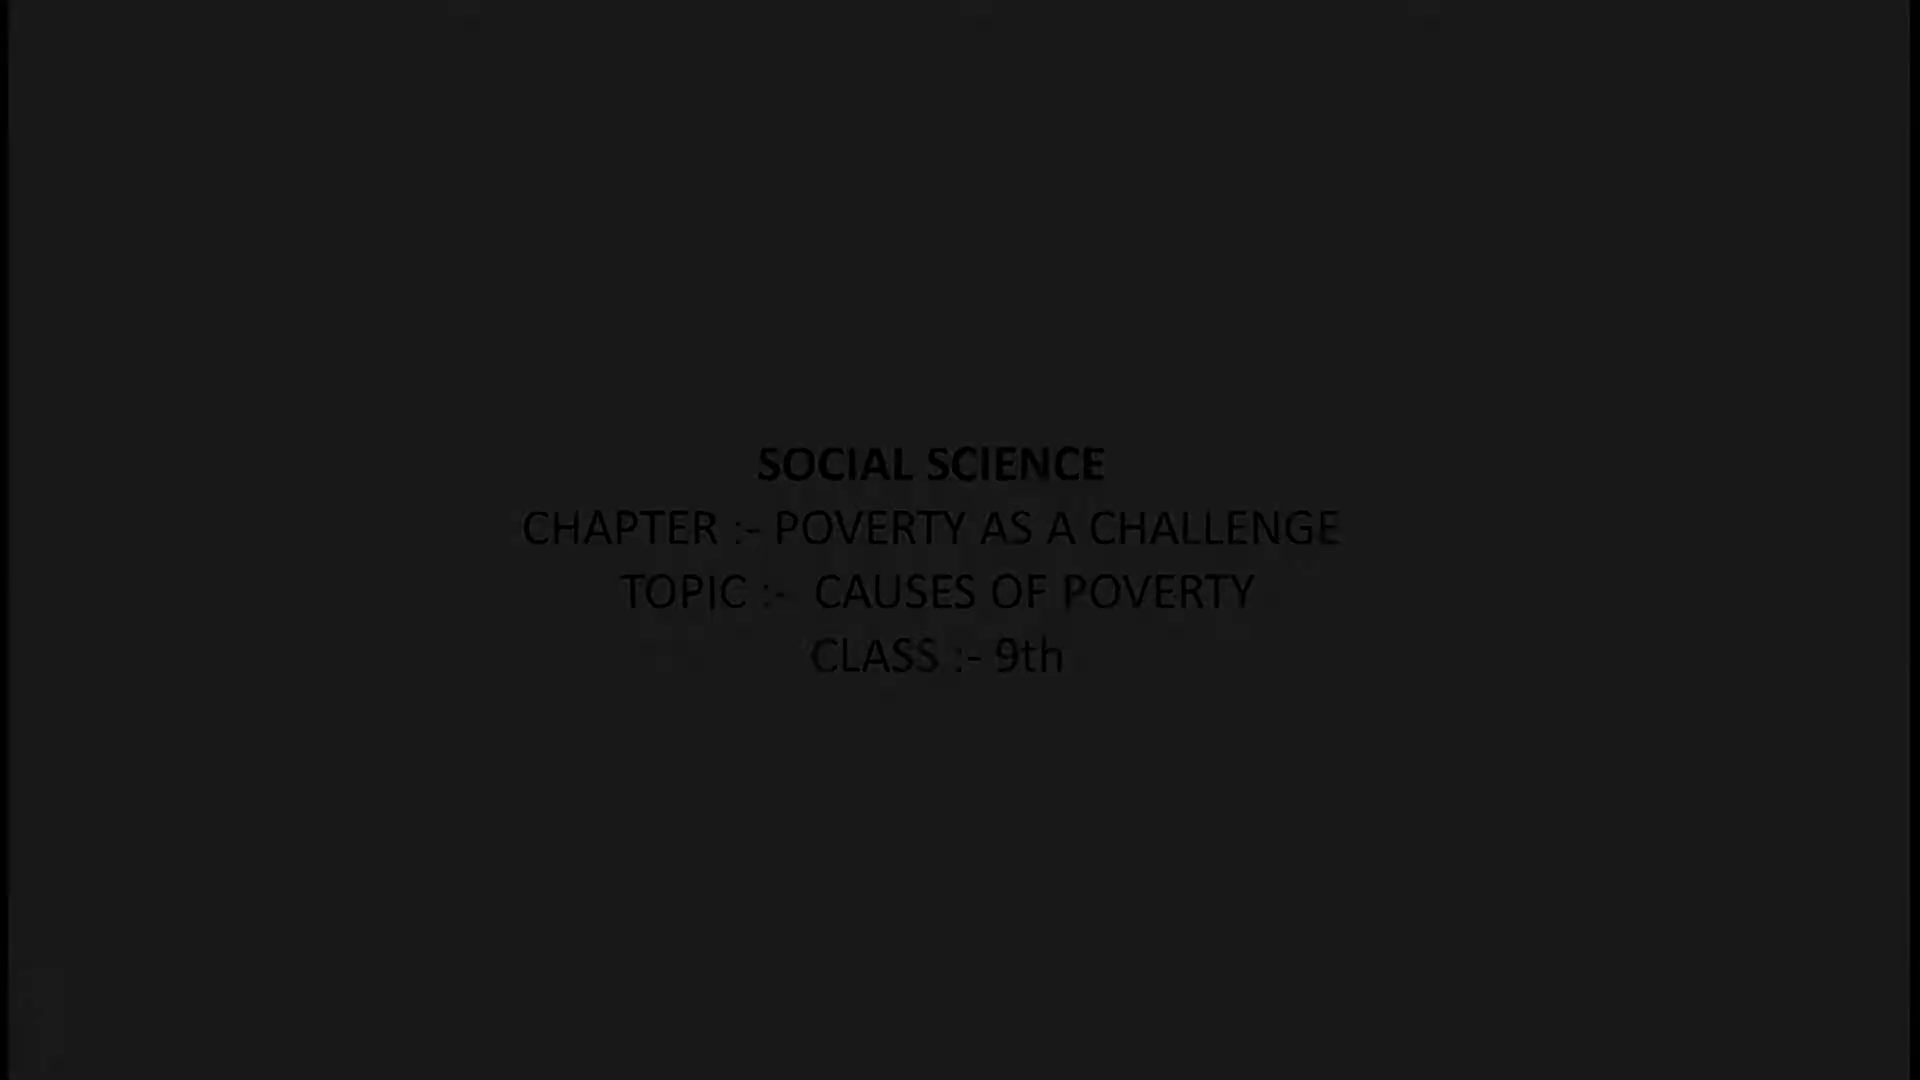 SOCIAL SCIENCE
CHAPTER :- POVERTY AS A CHALLENGE
TOPIC :- CAUSES OF POVERTY
CLASS :- 9th